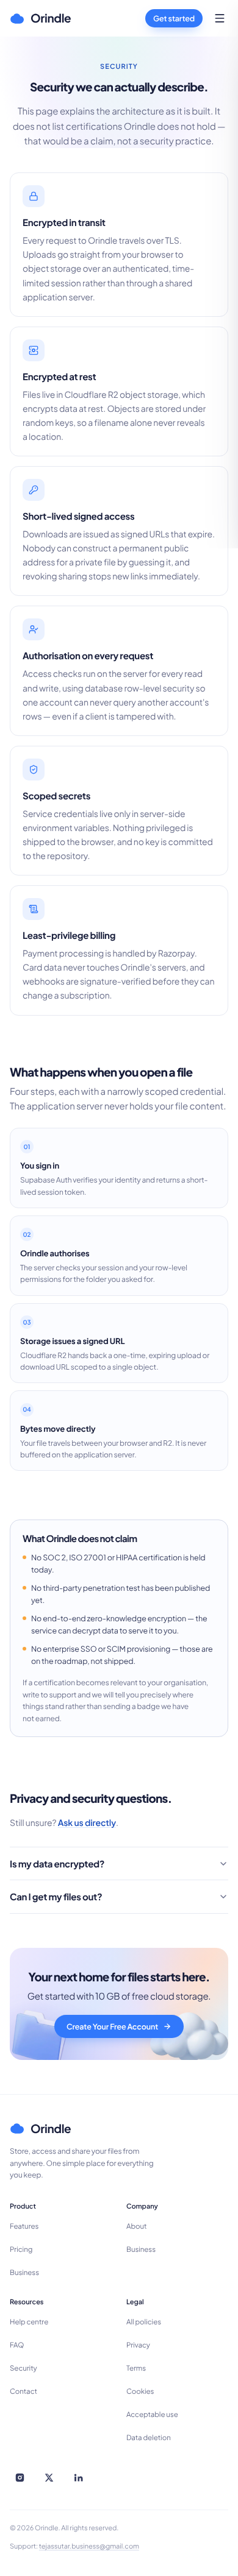 Orindle
Get started
SECURITY
Security we can actually describe.
This page explains the architecture as it is built. It
does not list certifications Orindle does not hold —
that would be a claim, not a security practice.
Encrypted in transit
Every request to Orindle travels over TLS.
Uploads go straight from your browser to
object storage over an authenticated, time-
limited session rather than through a shared
application server.
Encrypted at rest
Files live in Cloudflare R2 object storage, which
encrypts data at rest. Objects are stored under
random keys, so a filename alone never reveals
a location.
Short-lived signed access
Downloads are issued as signed URLs that expire.
Nobody can construct a permanent public
address for a private file by guessing it, and
revoking sharing stops new links immediately.
Authorisation on every request
Access checks run on the server for every read
and write, using database row-level security so
one account can never query another account's
rows — even if a client is tampered with.
Scoped secrets
Service credentials live only in server-side
environment variables. Nothing privileged is
shipped to the browser, and no key is committed
to the repository.
Least-privilege billing
Payment processing is handled by Razorpay.
Card data never touches Orindle's servers, and
webhooks are signature-verified before they can
change a subscription.
What happens when you open a file
Four steps, each with a narrowly scoped credential.
The application server never holds your file content.
01
You sign in
Supabase Auth verifies your identity and returns a short-
lived session token.
02
Orindle authorises
The server checks your session and your row-level
permissions for the folder you asked for.
03
Storage issues a signed URL
Cloudflare R2 hands back a one-time, expiring upload or
download URL scoped to a single object.
04
Bytes move directly
Your file travels between your browser and R2. It is never
buffered on the application server.
What Orindle does not claim
No SOC 2, ISO 27001 or HIPAA certification is held
today.
No third-party penetration test has been published
yet.
No end-to-end zero-knowledge encryption — the
service can decrypt data to serve it to you.
No enterprise SSO or SCIM provisioning — those are
on the roadmap, not shipped.
If a certification becomes relevant to your organisation,
write to support and we will tell you precisely where
things stand rather than sending a badge we have
not earned.
Privacy and security questions.
Still unsure? Ask us directly.
Is my data encrypted?
Can I get my files out?
Your next home for files starts here.
Get started with 10 GB of free cloud storage.
Create Your Free Account
Orindle
Store, access and share your files from
anywhere. One simple place for everything
you keep.
Product
Company
Features
About
Pricing
Business
Business
Resources
Legal
Help centre
All policies
FAQ
Privacy
Security
Terms
Contact
Cookies
Acceptable use
Data deletion
© 2026 Orindle. All rights reserved.
Support: tejassutar.business@gmail.com